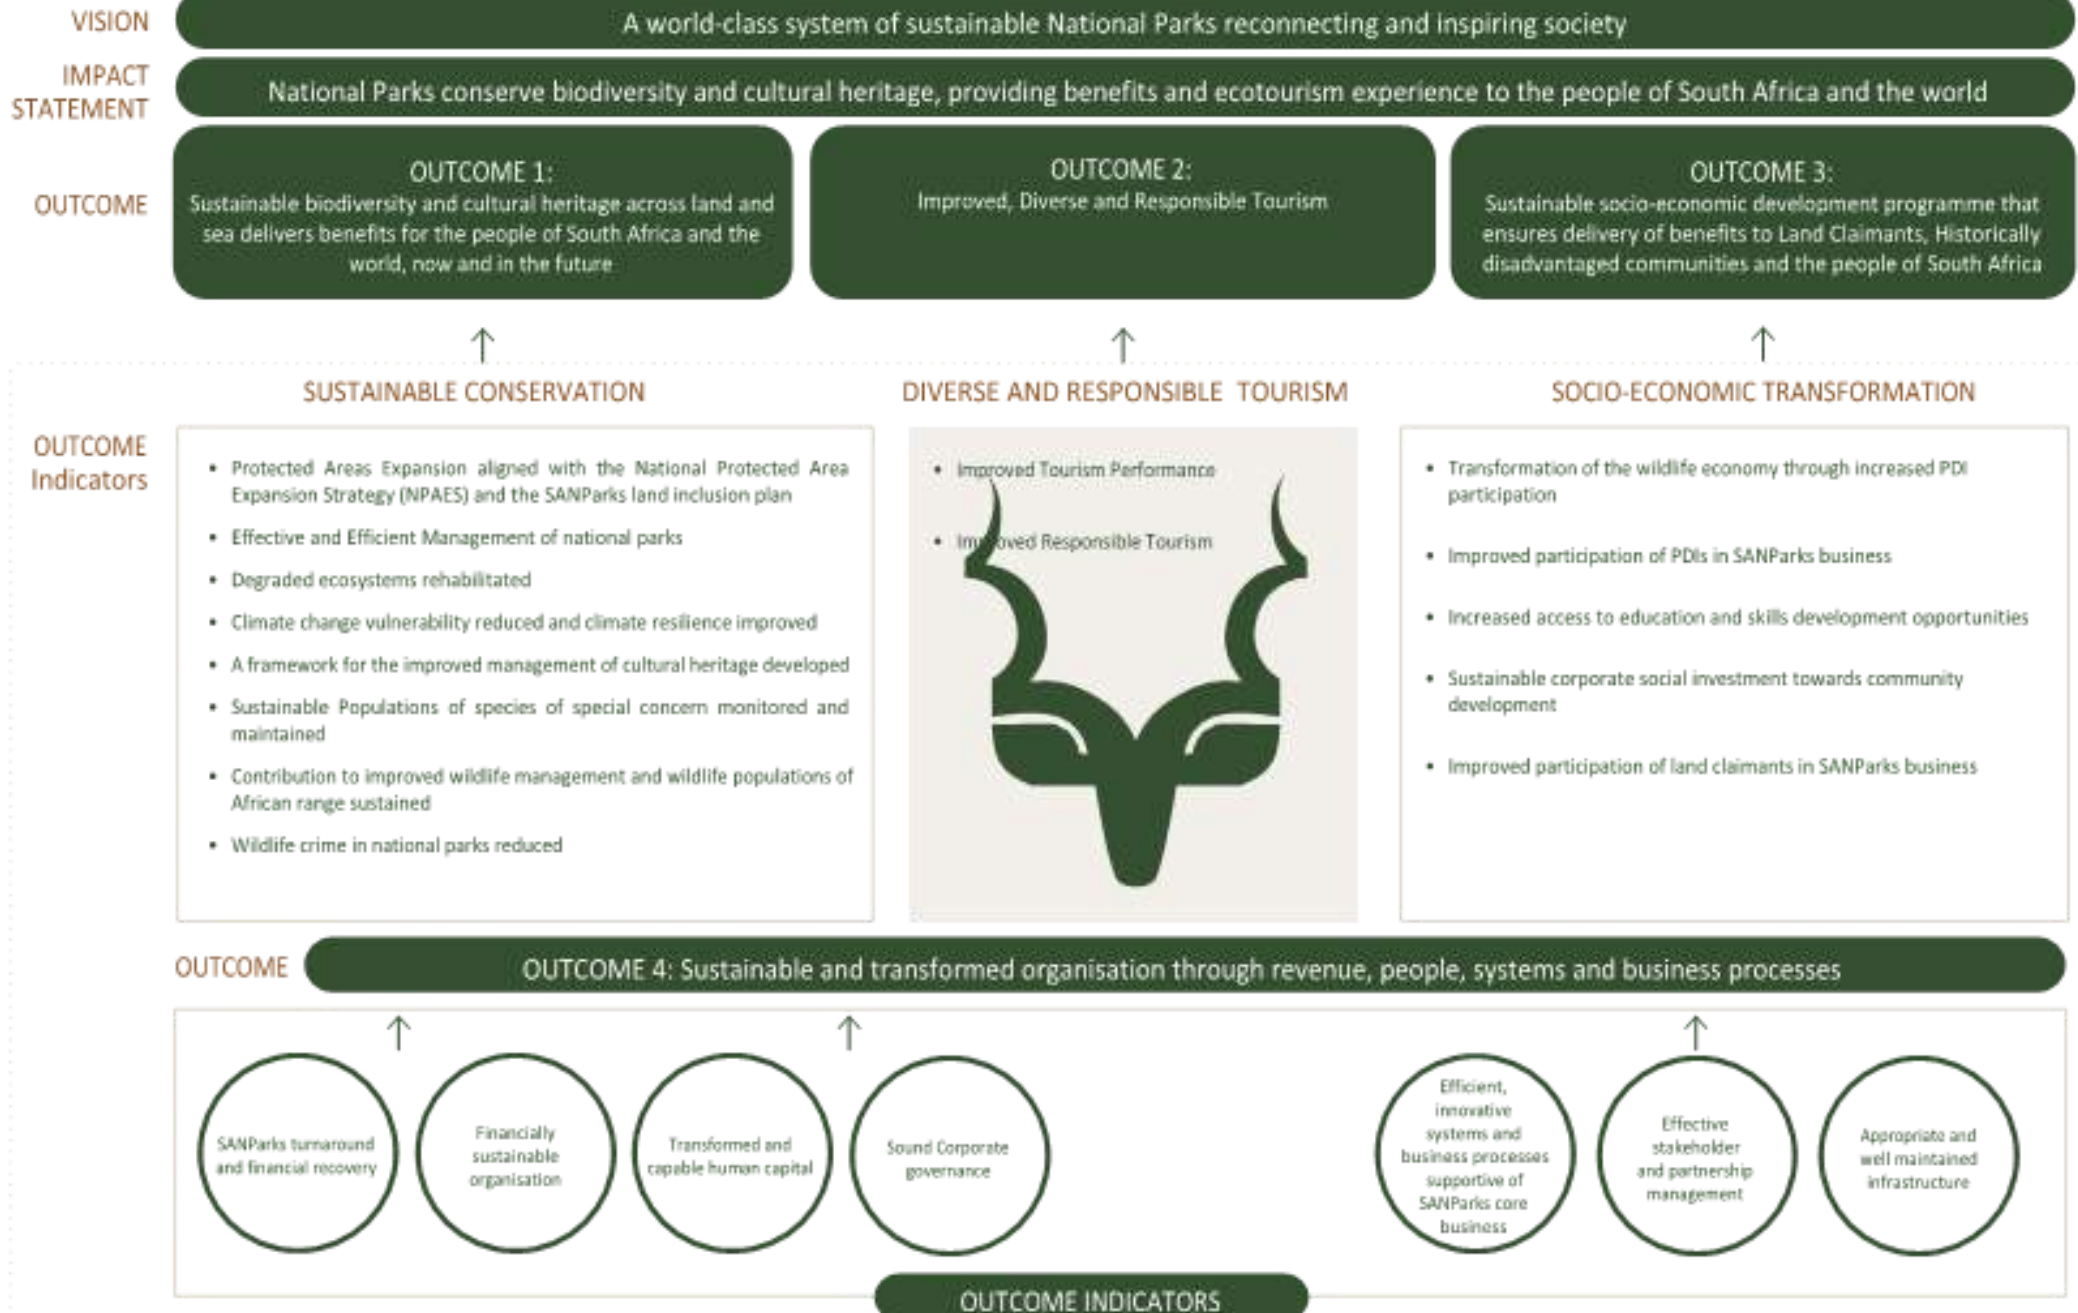 VISION
A world-class system of sustainable National Parks reconnecting and inspiring society
IMPACT
STATEMENT
National Parks conserve biodiversity and cultural heritage, providing benefits and ecotourism experience to the people of South Africa and the world
OUTCOME
OUTCOME 1:
Sustainable biodiversity and cultural heritage across land and
sea delivers benefits for the people of South Africa and the
world, now and in the future
OUTCOME 2:
Improved, Diverse and Responsible Tourism
OUTCOME 3:
Sustainable socio-economic development programme that
ensures delivery of benefits to Land Claimants, Historically
disadvantaged communities and the people of South Africa
OUTCOME
Indicators
SUSTAINABLE CONSERVATION
• Protected Areas Expansion aligned with the National Protected Area
Expansion Strategy (NPAES) and the SANParks land inclusion plan
• Effective and Efficient Management of national parks
• Degraded ecosystems rehabilitated
• Climate change vulnerability reduced and climate resilience improved
• A framework for the improved management of cultural heritage developed
• Sustainable Populations of species of special concern monitored and
maintained
• Contribution to improved wildlife management and wildlife populations of
African range sustained
• Wildlife crime in national parks reduced
DIVERSE AND RESPONSIBLE TOURISM
• Improved Tourism Performance
• Improved Responsible Tourism
SOCIO-ECONOMIC TRANSFORMATION
• Transformation of the wildlife economy through increased PDI
participation
• Improved participation of PDIs in SANParks business
• Increased access to education and skills development opportunities
• Sustainable corporate social investment towards community
development
• Improved participation of land claimants in SANParks business
OUTCOME
OUTCOME 4: Sustainable and transformed organisation through revenue, people, systems and business processes
SANParks turnaround
and financial recovery
Financially
sustainable
organisation
Transformed and
capable human capital
Sound Corporate
governance
Efficient,
innovative
systems and
business processes
supportive of
SANParks core
business
Effective
stakeholder
and partnership
management
Appropriate and
well maintained
infrastructure
OUTCOME INDICATORS